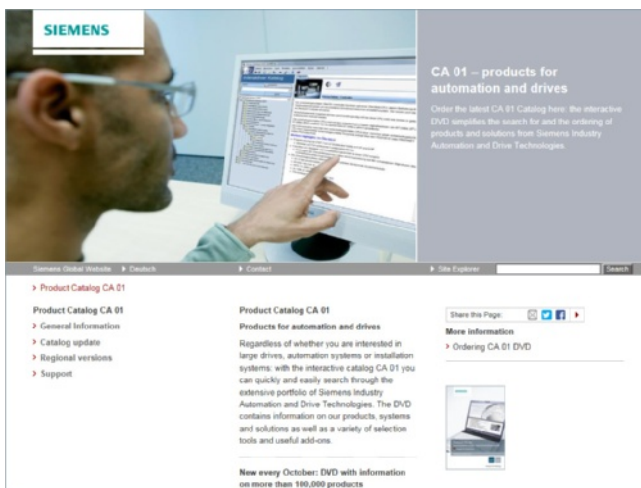 SIEMENS
CA 01 – products for
automation and drives
Order the latest CA 01 Catalog here: the interactive
DVD simplifies the search for and the ordering of
products and solutions from Siemens Industry
Automation and Drive Technologies.
Siemens Global Website
Deutsch
Contact
Site Explorer
Search
Product Catalog CA 01
Product Catalog CA 01
General Information
Catalog update
Regional versions
Support
Product Catalog CA 01
Products for automation and drives
Regardless of whether you are interested in
large drives, automation systems or installation
systems: with the interactive catalog CA 01 you
can quickly and easily search through the
extensive portfolio of Siemens Industry
Automation and Drive Technologies. The DVD
contains information on our products, systems
and solutions as well as a variety of selection
tools and useful add-ons.
New every October: DVD with information
on more than 100,000 products
Share this Page:
More information
Ordering CA 01 DVD